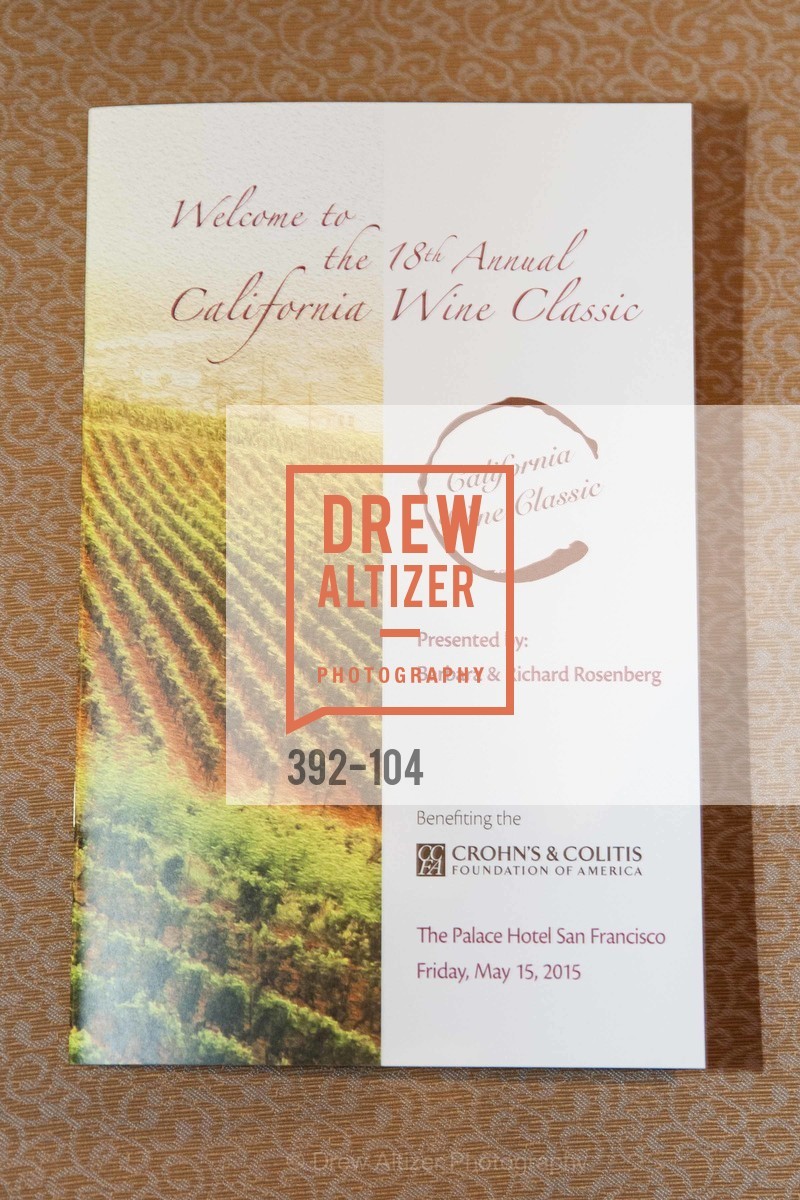 Welcome to
the 18th Annual
California Wine Classic
California
Wine Classic
DREW
ALTIZER
PHOTOGRAPHY
Presented by:
Barbara & Richard Rosenberg
392-104
Benefiting the
CCFA
CROHN'S & COLITIS
FOUNDATION OF AMERICA
The Palace Hotel San Francisco
Friday, May 15, 2015
© Drew Altizer Photography